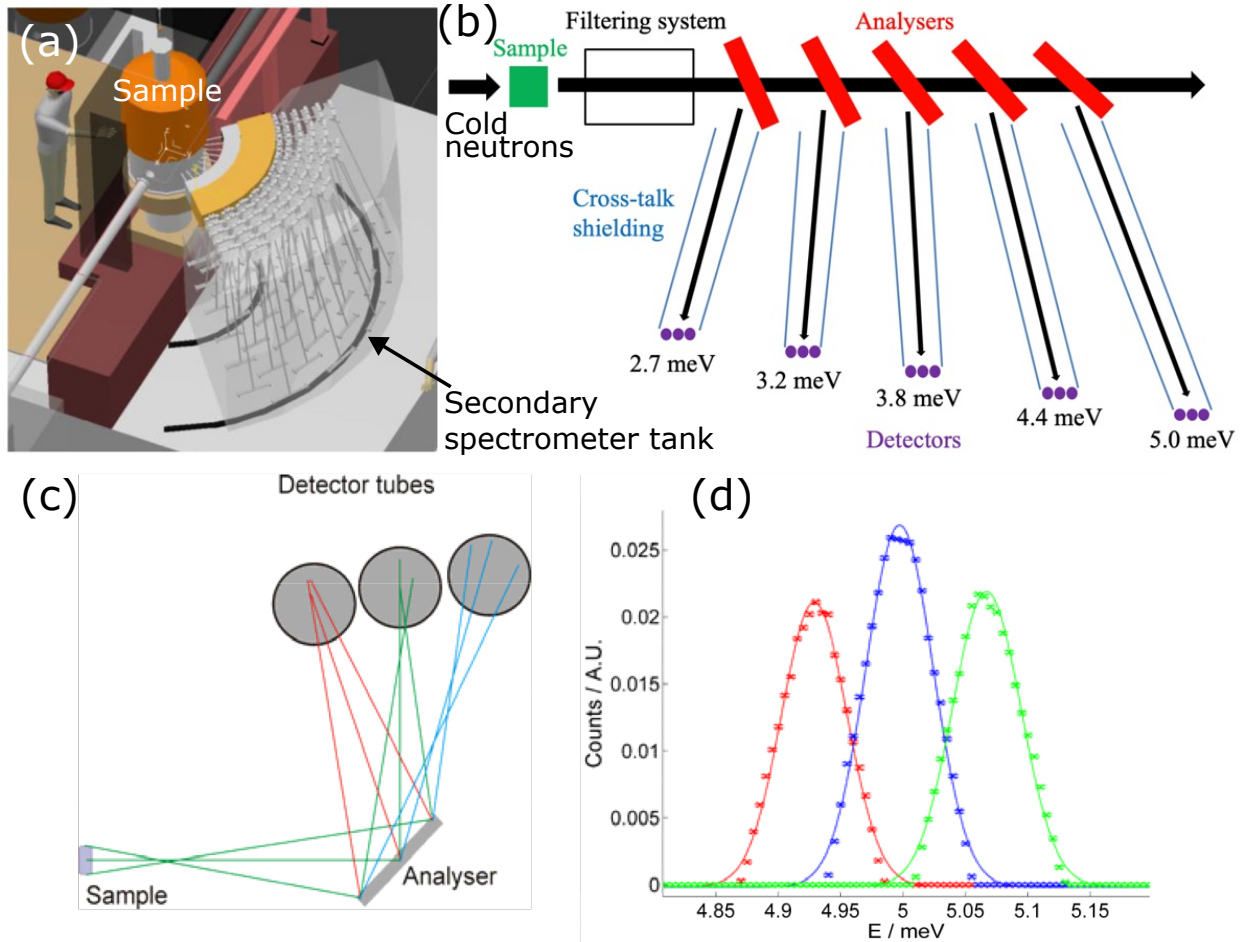 (a)
Sample
Secondary
spectrometer tank
(b)
Filtering system
Analysers
Sample
Cold
neutrons
Cross-talk
shielding
2.7 meV
3.2 meV
3.8 meV
4.4 meV
5.0 meV
Detectors
(c)
Detector tubes
Analyser
Sample
(d)
0.025
0.02
0.015
0.01
0.005
0
Counts / A.U.
4.85 4.9 4.95 5 5.05 5.1 5.15
E / meV